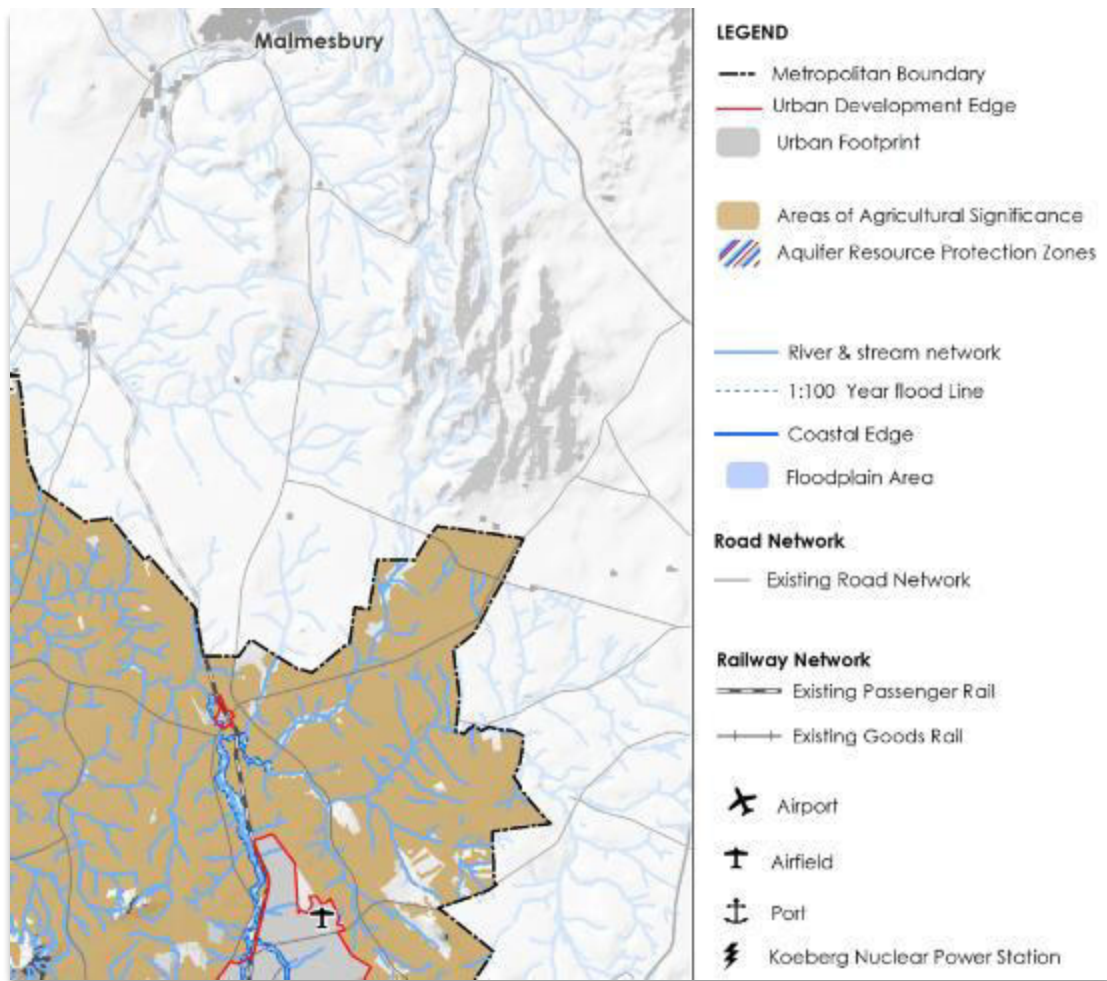 Malmesbury
LEGEND
Metropolitan Boundary
Urban Development Edge
Urban Footprint
Areas of Agricultural Significance
Aquifer Resource Protection Zones
River & stream network
1:100 Year flood Line
Coastal Edge
Floodplain Area
Road Network
Existing Road Network
Railway Network
Existing Passenger Rail
Existing Goods Rail
Airport
Airfield
Port
Koeberg Nuclear Power Station